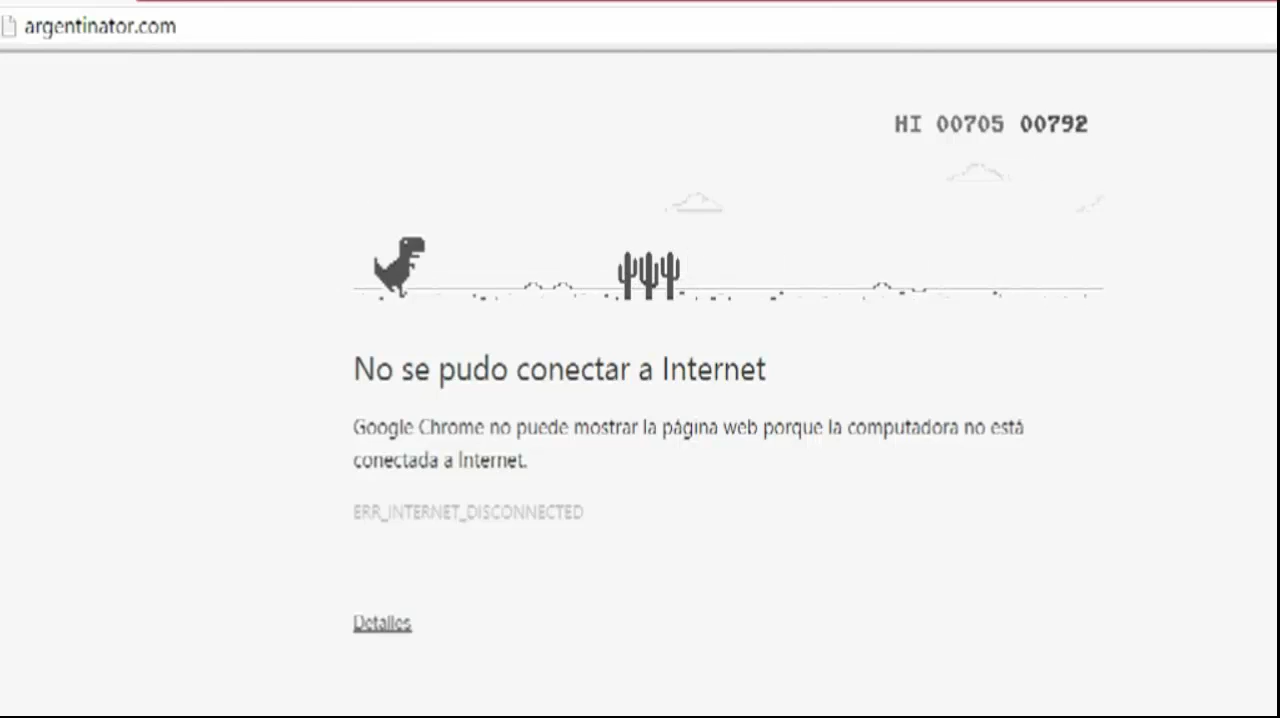 argentinator.com
HI 00705 00792
No se pudo conectar a Internet
Google Chrome no puede mostrar la página web porque la computadora no está
conectada a Internet.
ERR_INTERNET_DISCONNECTED
Detalles